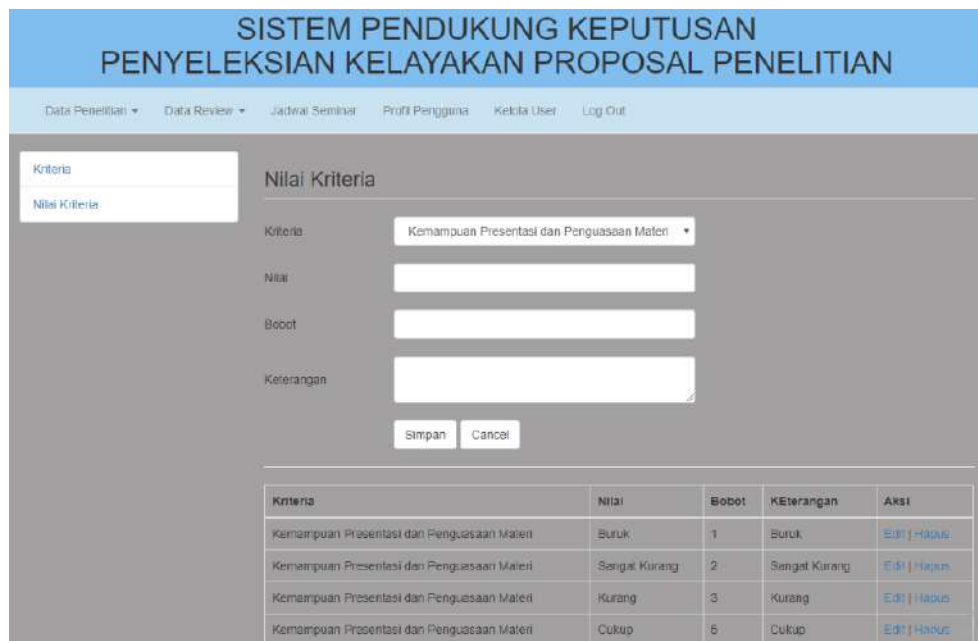 SISTEM PENDUKUNG KEPUTUSAN
PENYELEKSIAN KELAYAKAN PROPOSAL PENELITIAN
Data Penelitian Data Review Jadwal Seminar Profil Pengguna Kelola User Log Out
Kriteria
Nilai Kriteria
Nilai Kriteria
Kriteria Kemampuan Presentasi dan Penguasaan Materi
Nilai
Bobot
Keterangan
Simpan Cancel
Kriteria Nilai Bobot KEterangan Aksi
Kemampuan Presentasi dan Penguasaan Materi Buruk 1 Buruk Edit | Hapus
Kemampuan Presentasi dan Penguasaan Materi Sangat Kurang 2 Sangat Kurang Edit | Hapus
Kemampuan Presentasi dan Penguasaan Materi Kurang 3 Kurang Edit | Hapus
Kemampuan Presentasi dan Penguasaan Materi Cukup 5 Cukup Edit | Hapus